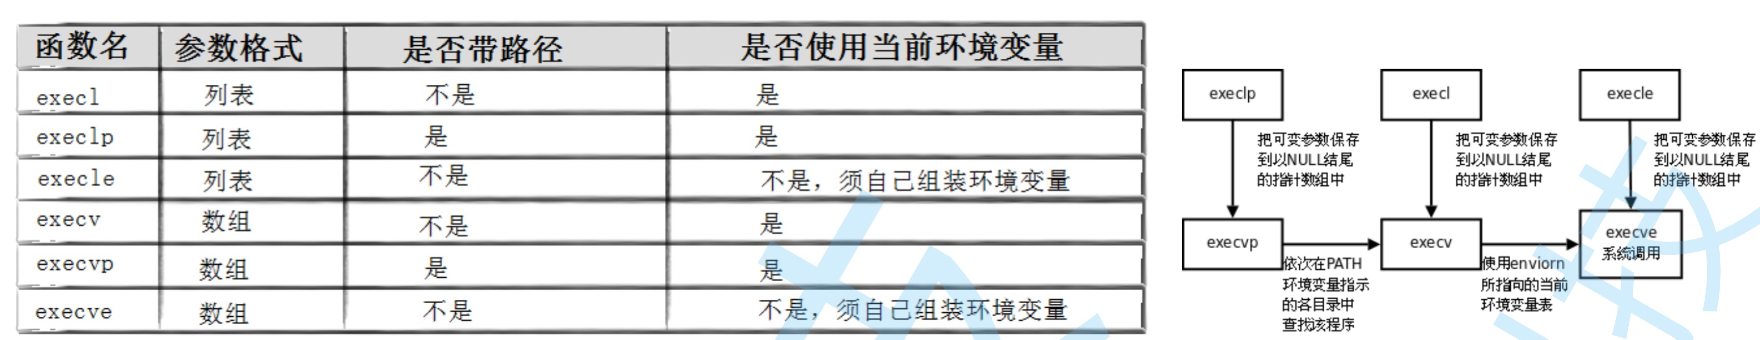 函数名 参数格式 是否带路径 是否使用当前环境变量
execl 列表 不是 是
execlp 列表 是 是
execle 列表 不是 不是，须自己组装环境变量
execv 数组 不是 是
execvp 数组 是 是
execve 数组 不是 不是，须自己组装环境变量
execlp
把可变参数保存
到以NULL结尾
的指针数组中
execvp
依次在PATH
环境变量指示
的各目录中
查找该程序
execl
把可变参数保存
到以NULL结尾
的指针数组中
execv
使用enviorn
所指向的当前
环境变量表
execle
把可变参数保存
到以NULL结尾
的指针数组中
execve
系统调用